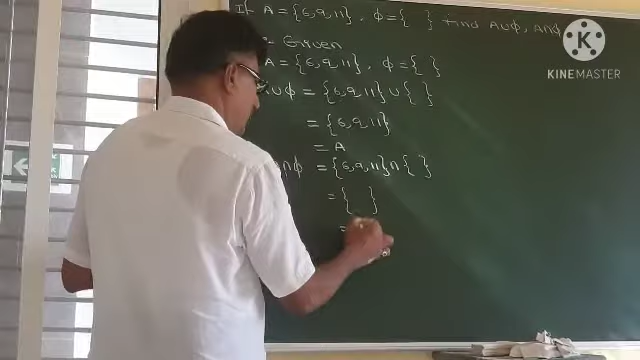 If A = {6,9,11}, ϕ = { } find A∪ϕ, A∩ϕ
Given
A = {6,9,11}, ϕ = { }
∪ϕ = {6,9,11} ∪ { }
= {6,9,11}
= A
∩ϕ = {6,9,11} ∩ { }
= { }
=
KINEMASTER